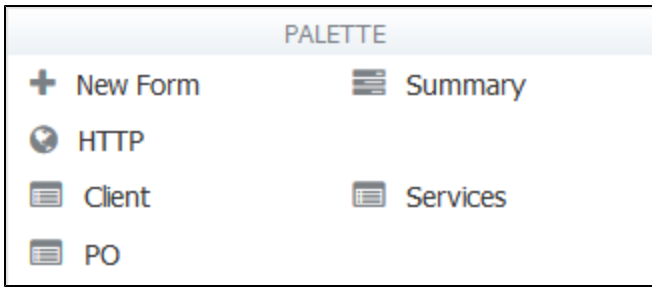 PALETTE
New Form Summary
HTTP
Client Services
PO